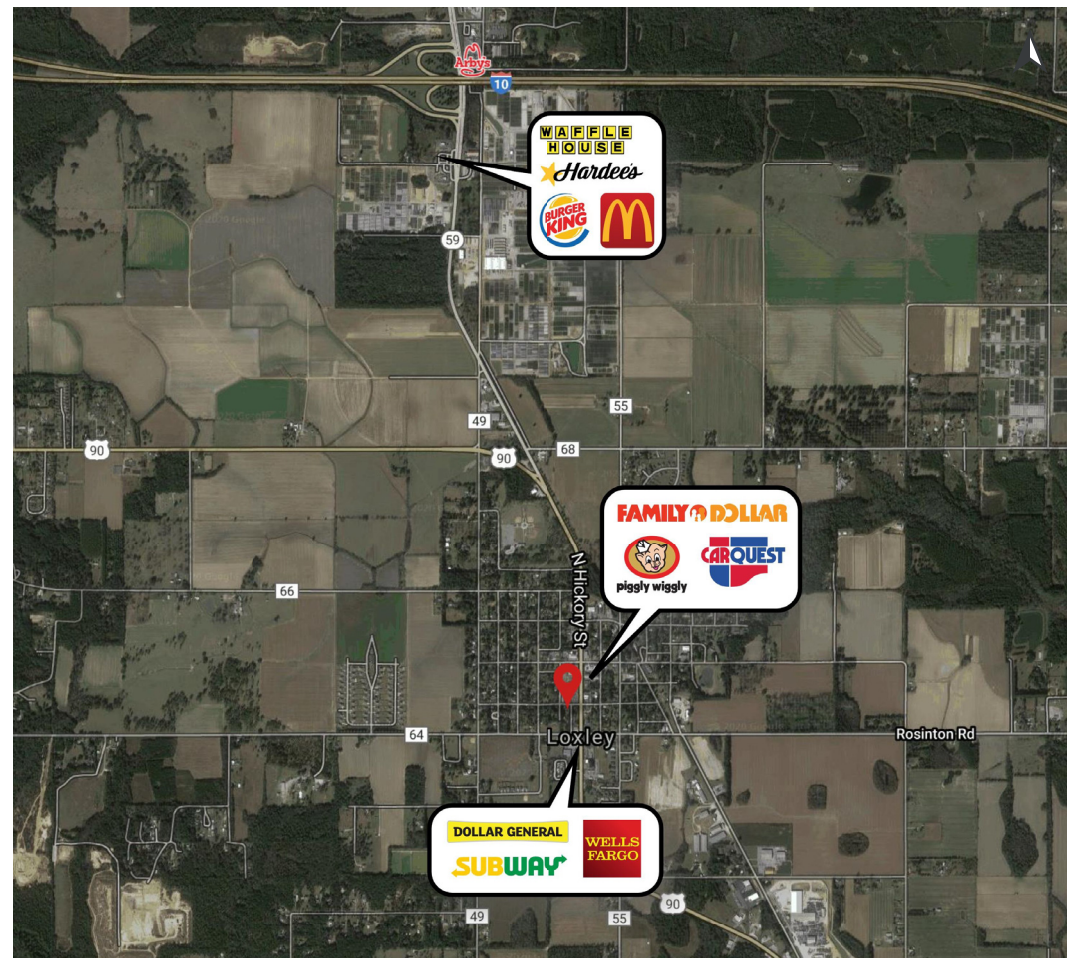 Arby's
10
WAFFLE
HOUSE
Hardee's
BURGER
KING
59
55
49
90
90
68
FAMILY DOLLAR
CARQUEST
piggly wiggly
N Hickory St
66
64
Loxley
Rosinton Rd
DOLLAR GENERAL
SUBWAY
WELLS
FARGO
49
55
90